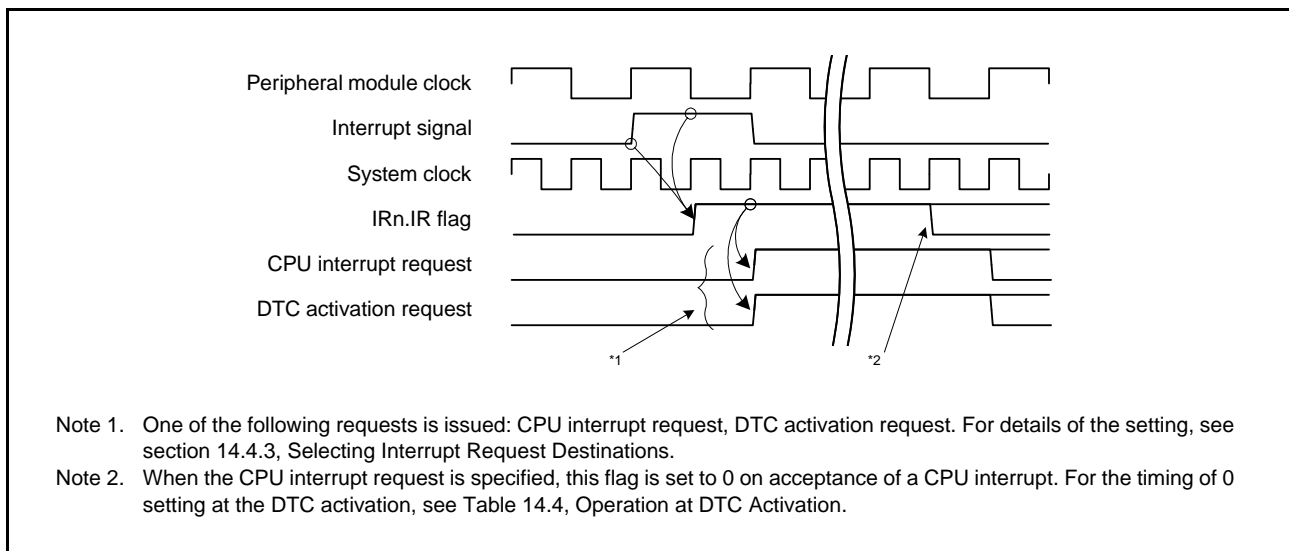 Peripheral module clock
Interrupt signal
System clock
IRn.IR flag
CPU interrupt request
DTC activation request
*1
*2
Note 1. One of the following requests is issued: CPU interrupt request, DTC activation request. For details of the setting, see
section 14.4.3, Selecting Interrupt Request Destinations.
Note 2. When the CPU interrupt request is specified, this flag is set to 0 on acceptance of a CPU interrupt. For the timing of 0
setting at the DTC activation, see Table 14.4, Operation at DTC Activation.